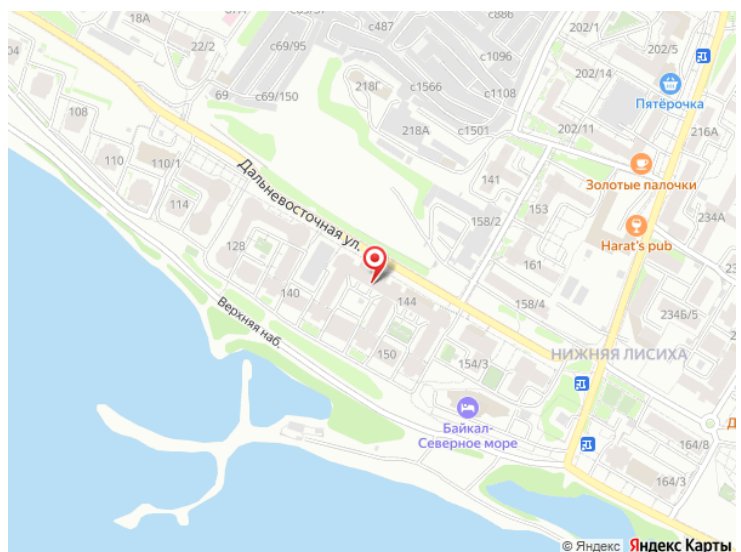 18А
с487
с886
202/1
202/5
104
22/2
с69/95
с1096
69
с69/150
218Г
с1566
202/14
с1108
Пятёрочка
108
218А
с1501
202/11
216А
110
110/1
141
Золотые палочки
114
Дальневосточная ул.
153
158/2
234А
Harat's pub
128
161
140
144
158/4
234Б/5
Верхняя наб.
150
154/3
НИЖНЯЯ ЛИСИХА
Байкал-
Северное море
164/8
164/3
© Яндекс Яндекс Карты